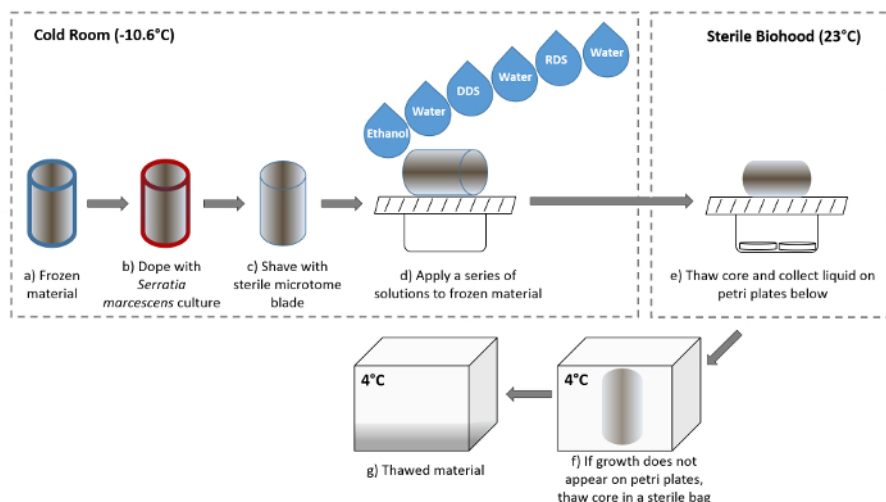 Cold Room (-10.6°C)
Sterile Biohood (23°C)
Ethanol
Water
DDS
Water
RDS
Water
a) Frozen
material
b) Dope with
Serratia
marcescens culture
c) Shave with
sterile microtome
blade
d) Apply a series of
solutions to frozen material
e) Thaw core and collect liquid on
petri plates below
4°C
g) Thawed material
4°C
f) If growth does not
appear on petri plates,
thaw core in a sterile bag